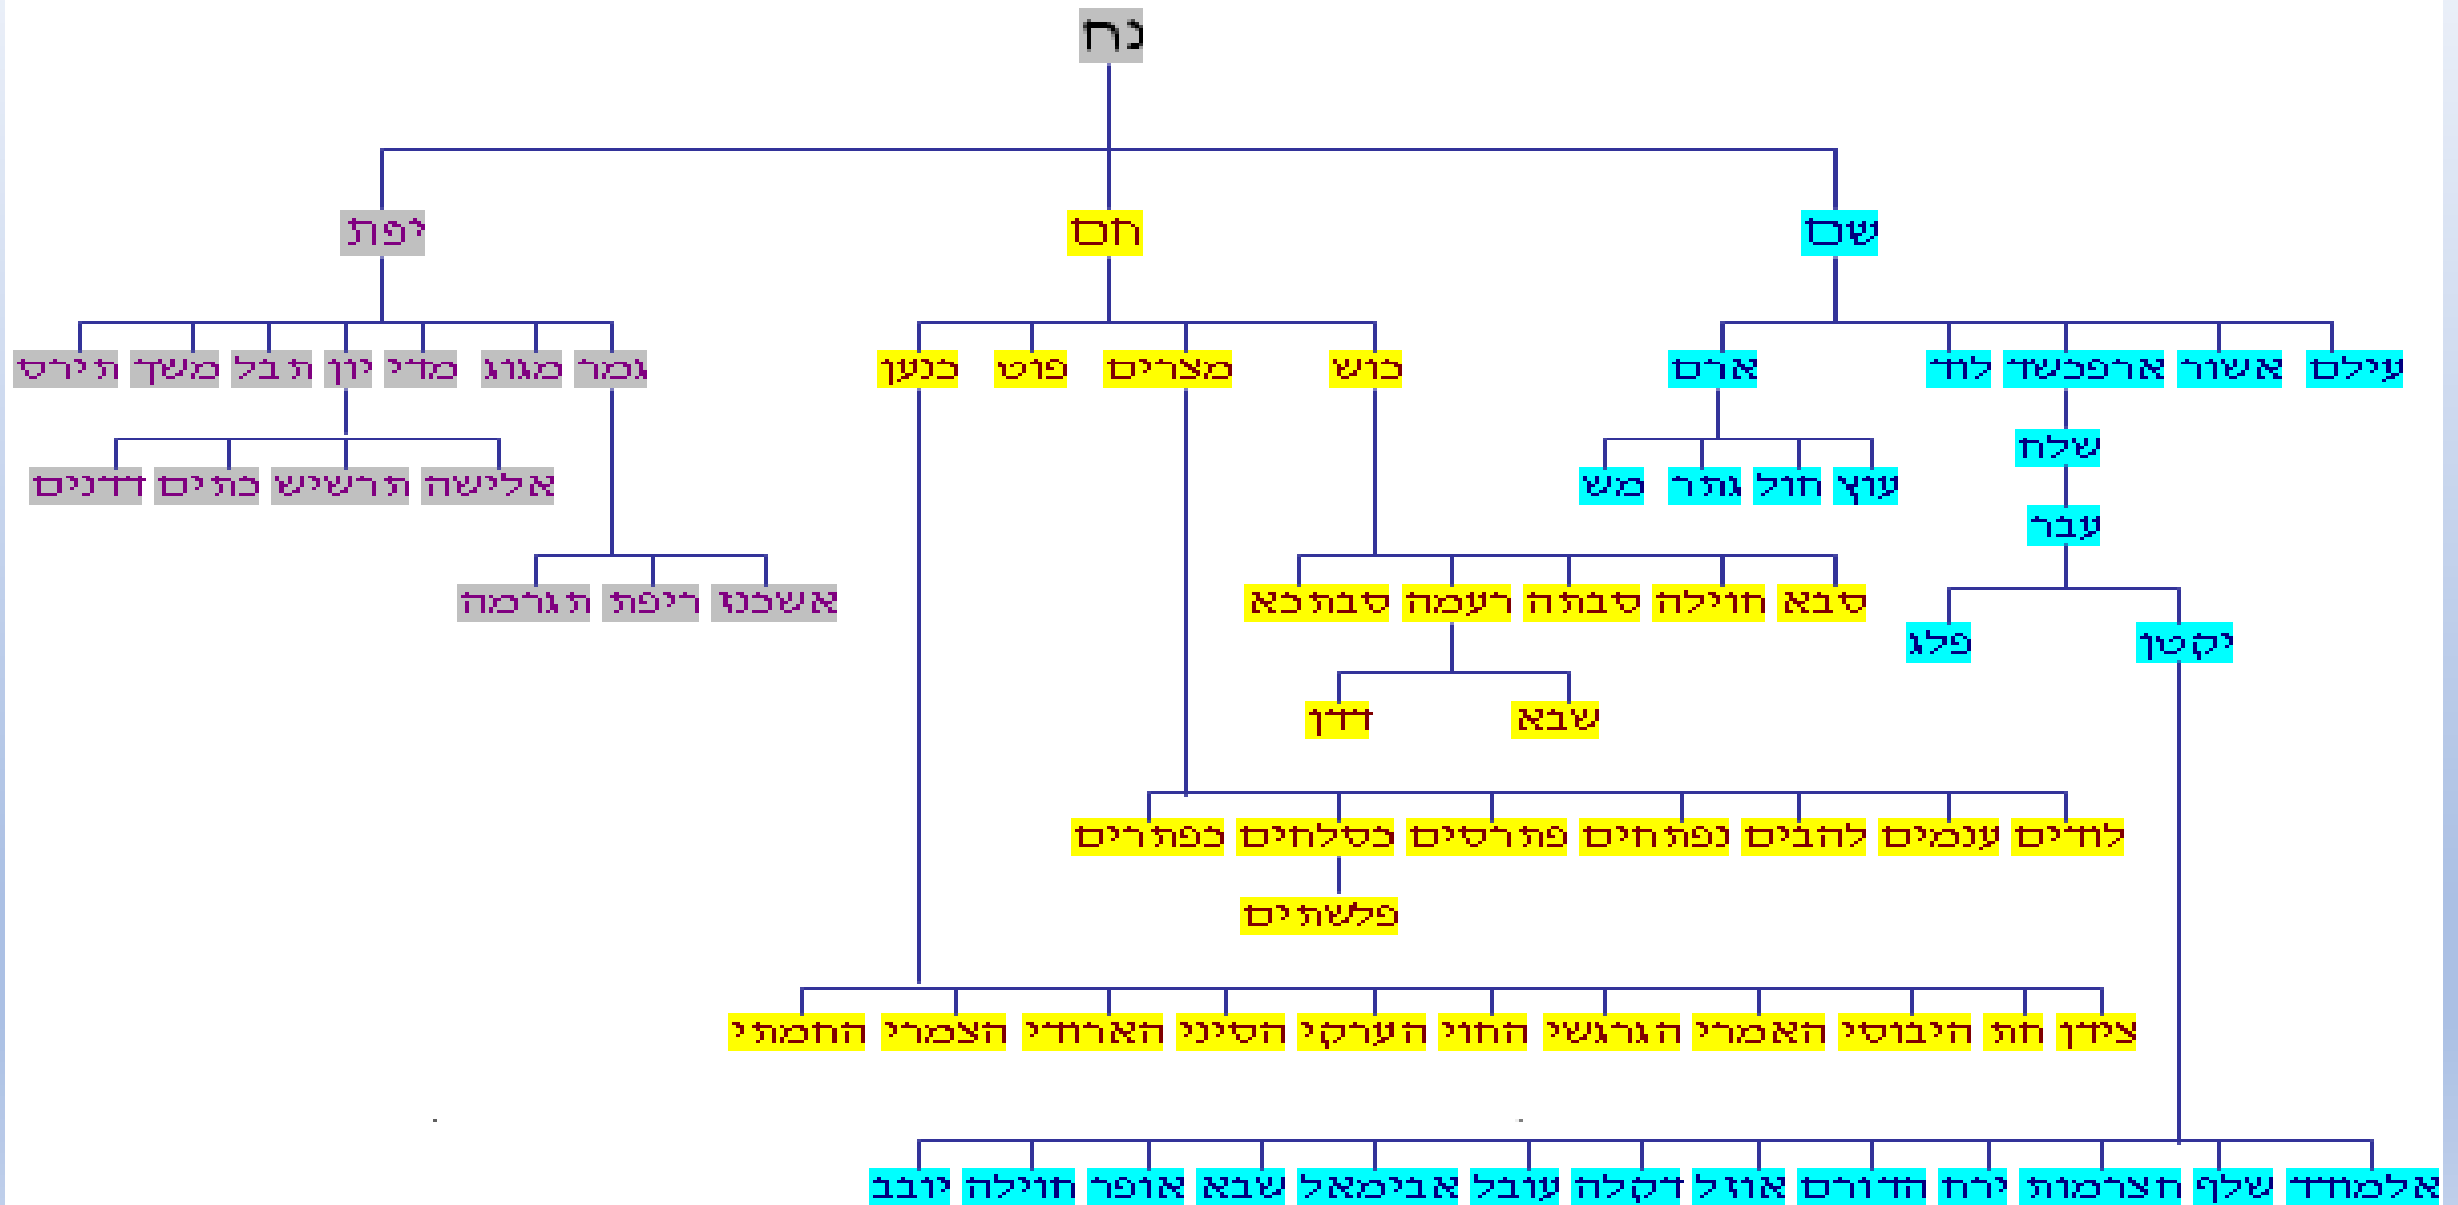 נח
שם חם יפת
עילם אשור ארפכשד לוד ארם כוש מצרים פוט כנען גמר מגוג מדי יון תבל משך תירס
שלח
עוץ חול גתר מש אלישה תרשיש כתים דדנים
עבר
סבא חוילה סבתה רעמה סבתכא אשכנז ריפת תגרמה
יקטן פלג
שבא דדן
לודים ענמים להבים נפתחים פתרסים כסלחים כפתרים
פלשתים
צידן חת היבוסי האמרי הגרגשי החוי הערקי הסיני הארודי הצמרי החמתי
אלמודד שלף חצרמות ירח הדורם אוזל דקלה עובל אבימאל שבא אופר חוילה יובב